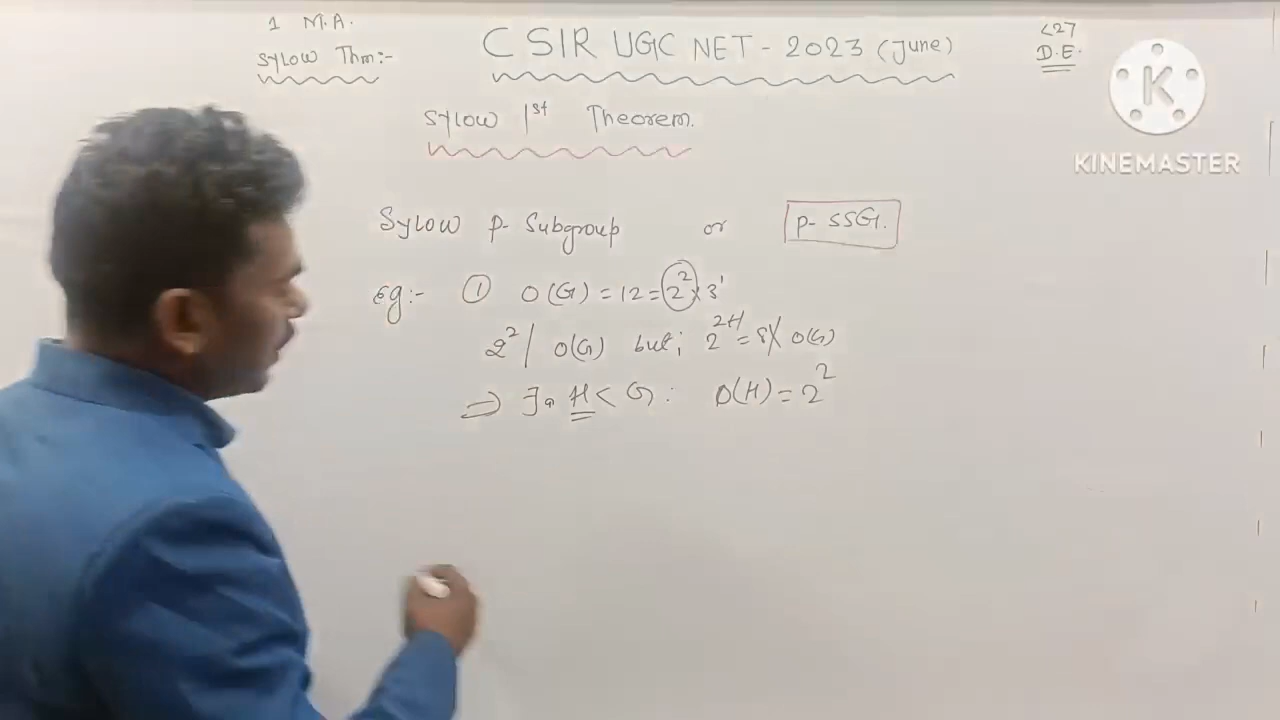 1 M.A.
Sylow Thm:-
CSIR UGC NET - 2023 (June)
<27
D.E.
KINEMASTER
Sylow 1st Theorem.
Sylow p- Subgroup or p- SSG.
Eg:- ① O(G) = 12 = 2² x 3¹
2² / O(G) but; 2²⁺¹ = 8 ∤ O(G)
⇒ ∃ a H < G : O(H) = 2²